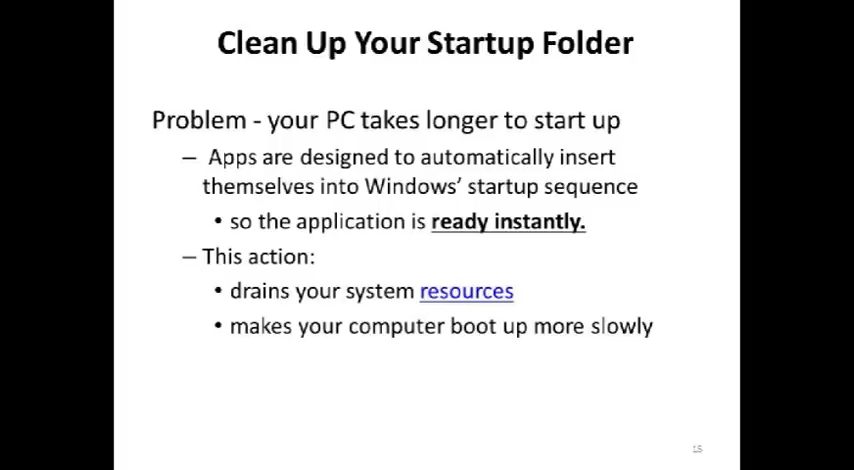 Clean Up Your Startup Folder
Problem - your PC takes longer to start up
– Apps are designed to automatically insert
themselves into Windows’ startup sequence
• so the application is ready instantly.
– This action:
• drains your system resources
• makes your computer boot up more slowly
15